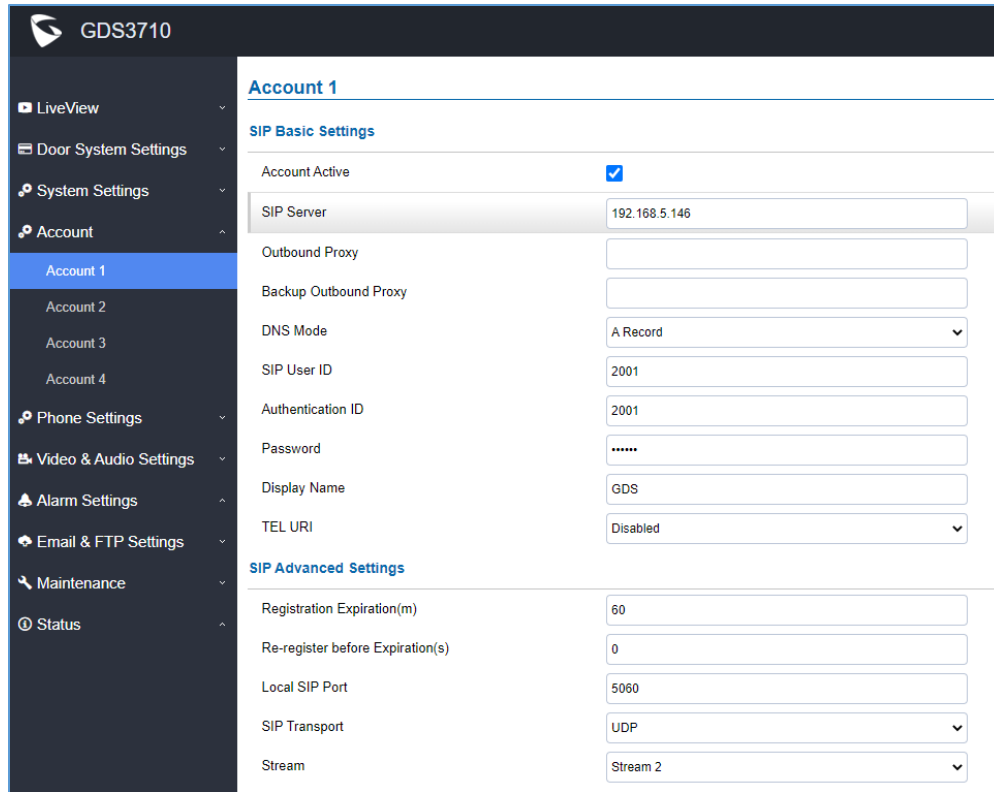 GDS3710
LiveView
Door System Settings
System Settings
Account
Account 1
Account 2
Account 3
Account 4
Phone Settings
Video & Audio Settings
Alarm Settings
Email & FTP Settings
Maintenance
Status
Account 1
SIP Basic Settings
Account Active
SIP Server 192.168.5.146
Outbound Proxy
Backup Outbound Proxy
DNS Mode A Record
SIP User ID 2001
Authentication ID 2001
Password ••••••
Display Name GDS
TEL URI Disabled
SIP Advanced Settings
Registration Expiration(m) 60
Re-register before Expiration(s) 0
Local SIP Port 5060
SIP Transport UDP
Stream Stream 2